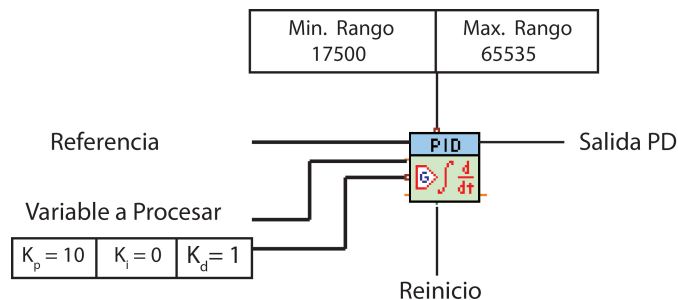 Min. Rango
17500
Max. Rango
65535
Referencia
PID
Salida PD
G ∫ d/dt
Variable a Procesar
Kp = 10
Ki = 0
Kd= 1
Reinicio